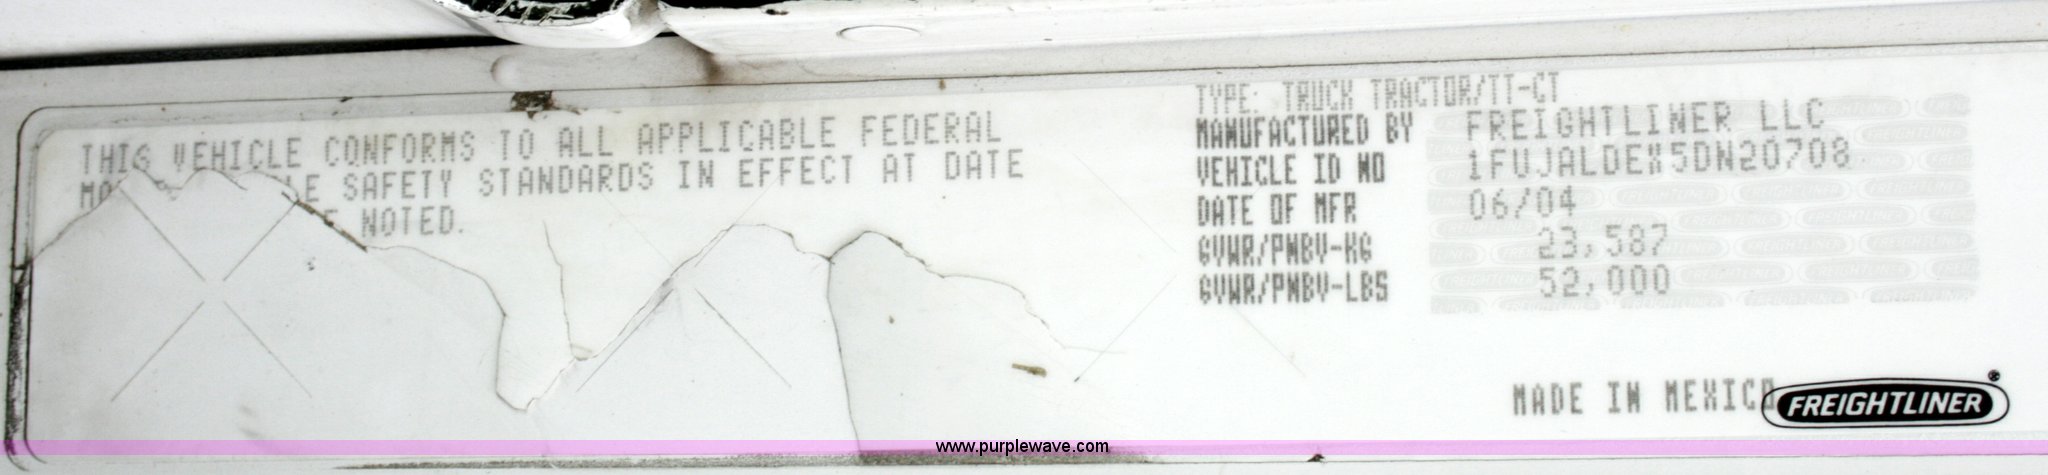 THIS VEHICLE CONFORMS TO ALL APPLICABLE FEDERAL
SAFETY STANDARDS IN EFFECT AT DATE
NOTED.
TYPE: TRUCK TRACTOR/TT-CT
MANUFACTURED BY FREIGHTLINER LLC
VEHICLE ID NO 1FUJALDEX5DN20708
DATE OF MFR 06/04
GVWR/PNBV-KG 23,587
GVWR/PNBV-LBS 52,000
MADE IN MEXICO
FREIGHTLINER®
www.purplewave.com